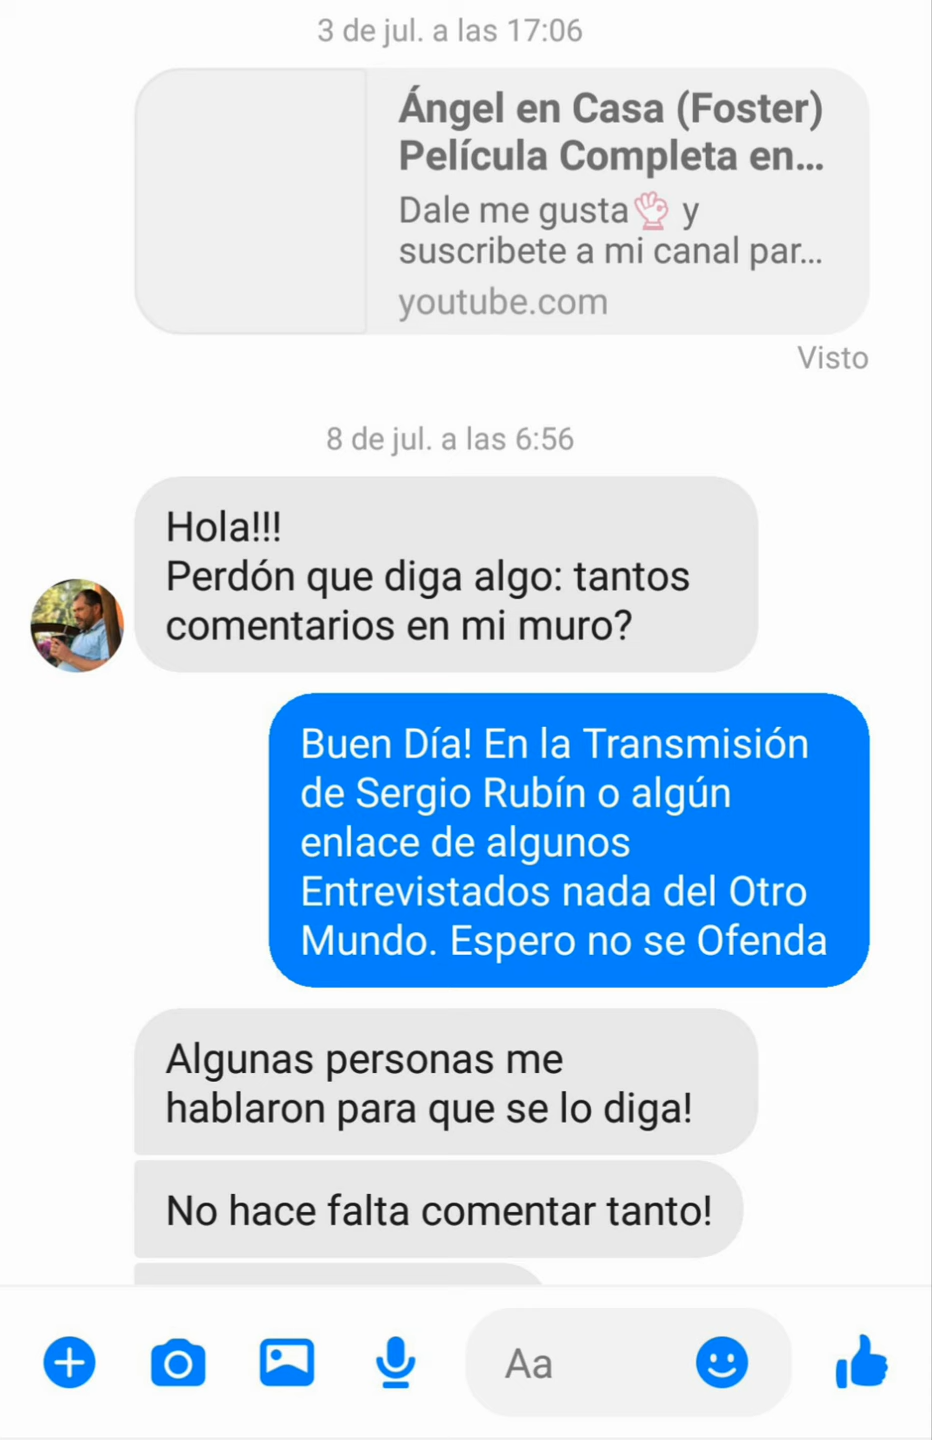 3 de jul. a las 17:06
Ángel en Casa (Foster)
Película Completa en...
Dale me gusta👌 y
suscribete a mi canal par...
youtube.com
Visto
8 de jul. a las 6:56
Hola!!!
Perdón que diga algo: tantos
comentarios en mi muro?
Buen Día! En la Transmisión
de Sergio Rubín o algún
enlace de algunos
Entrevistados nada del Otro
Mundo. Espero no se Ofenda
Algunas personas me
hablaron para que se lo diga!
No hace falta comentar tanto!
Aa